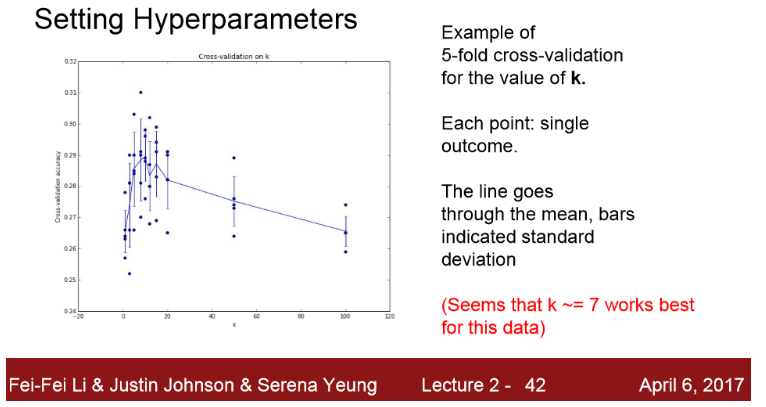 Setting Hyperparameters
Cross-validation on k
0.32
0.31
0.30
0.29
0.28
0.27
0.26
0.25
0.24
Cross-validation accuracy
−20
0
20
40
60
80
100
120
k
Example of
5-fold cross-validation
for the value of k.
Each point: single
outcome.
The line goes
through the mean, bars
indicated standard
deviation
(Seems that k ~= 7 works best
for this data)
Fei-Fei Li & Justin Johnson & Serena Yeung
Lecture 2 - 42
April 6, 2017